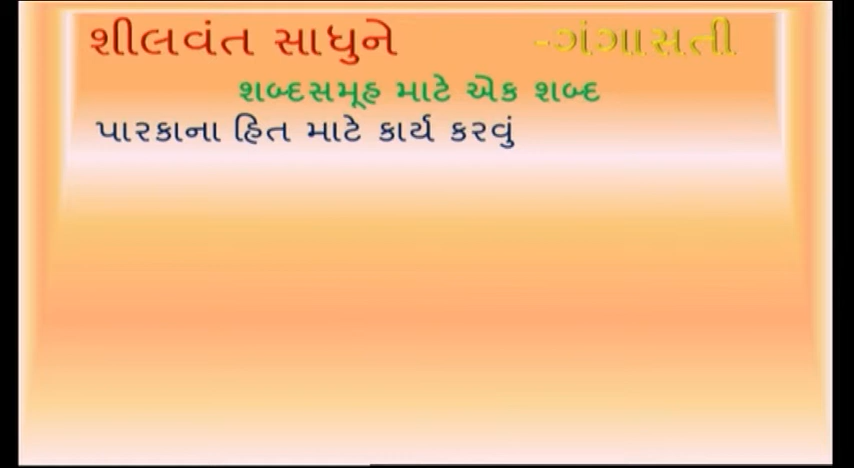 શીલવંત સાધુને -ગંગાસતી
શબ્દસમૂહ માટે એક શબ્દ
પારકાના હિત માટે કાર્ય કરવું